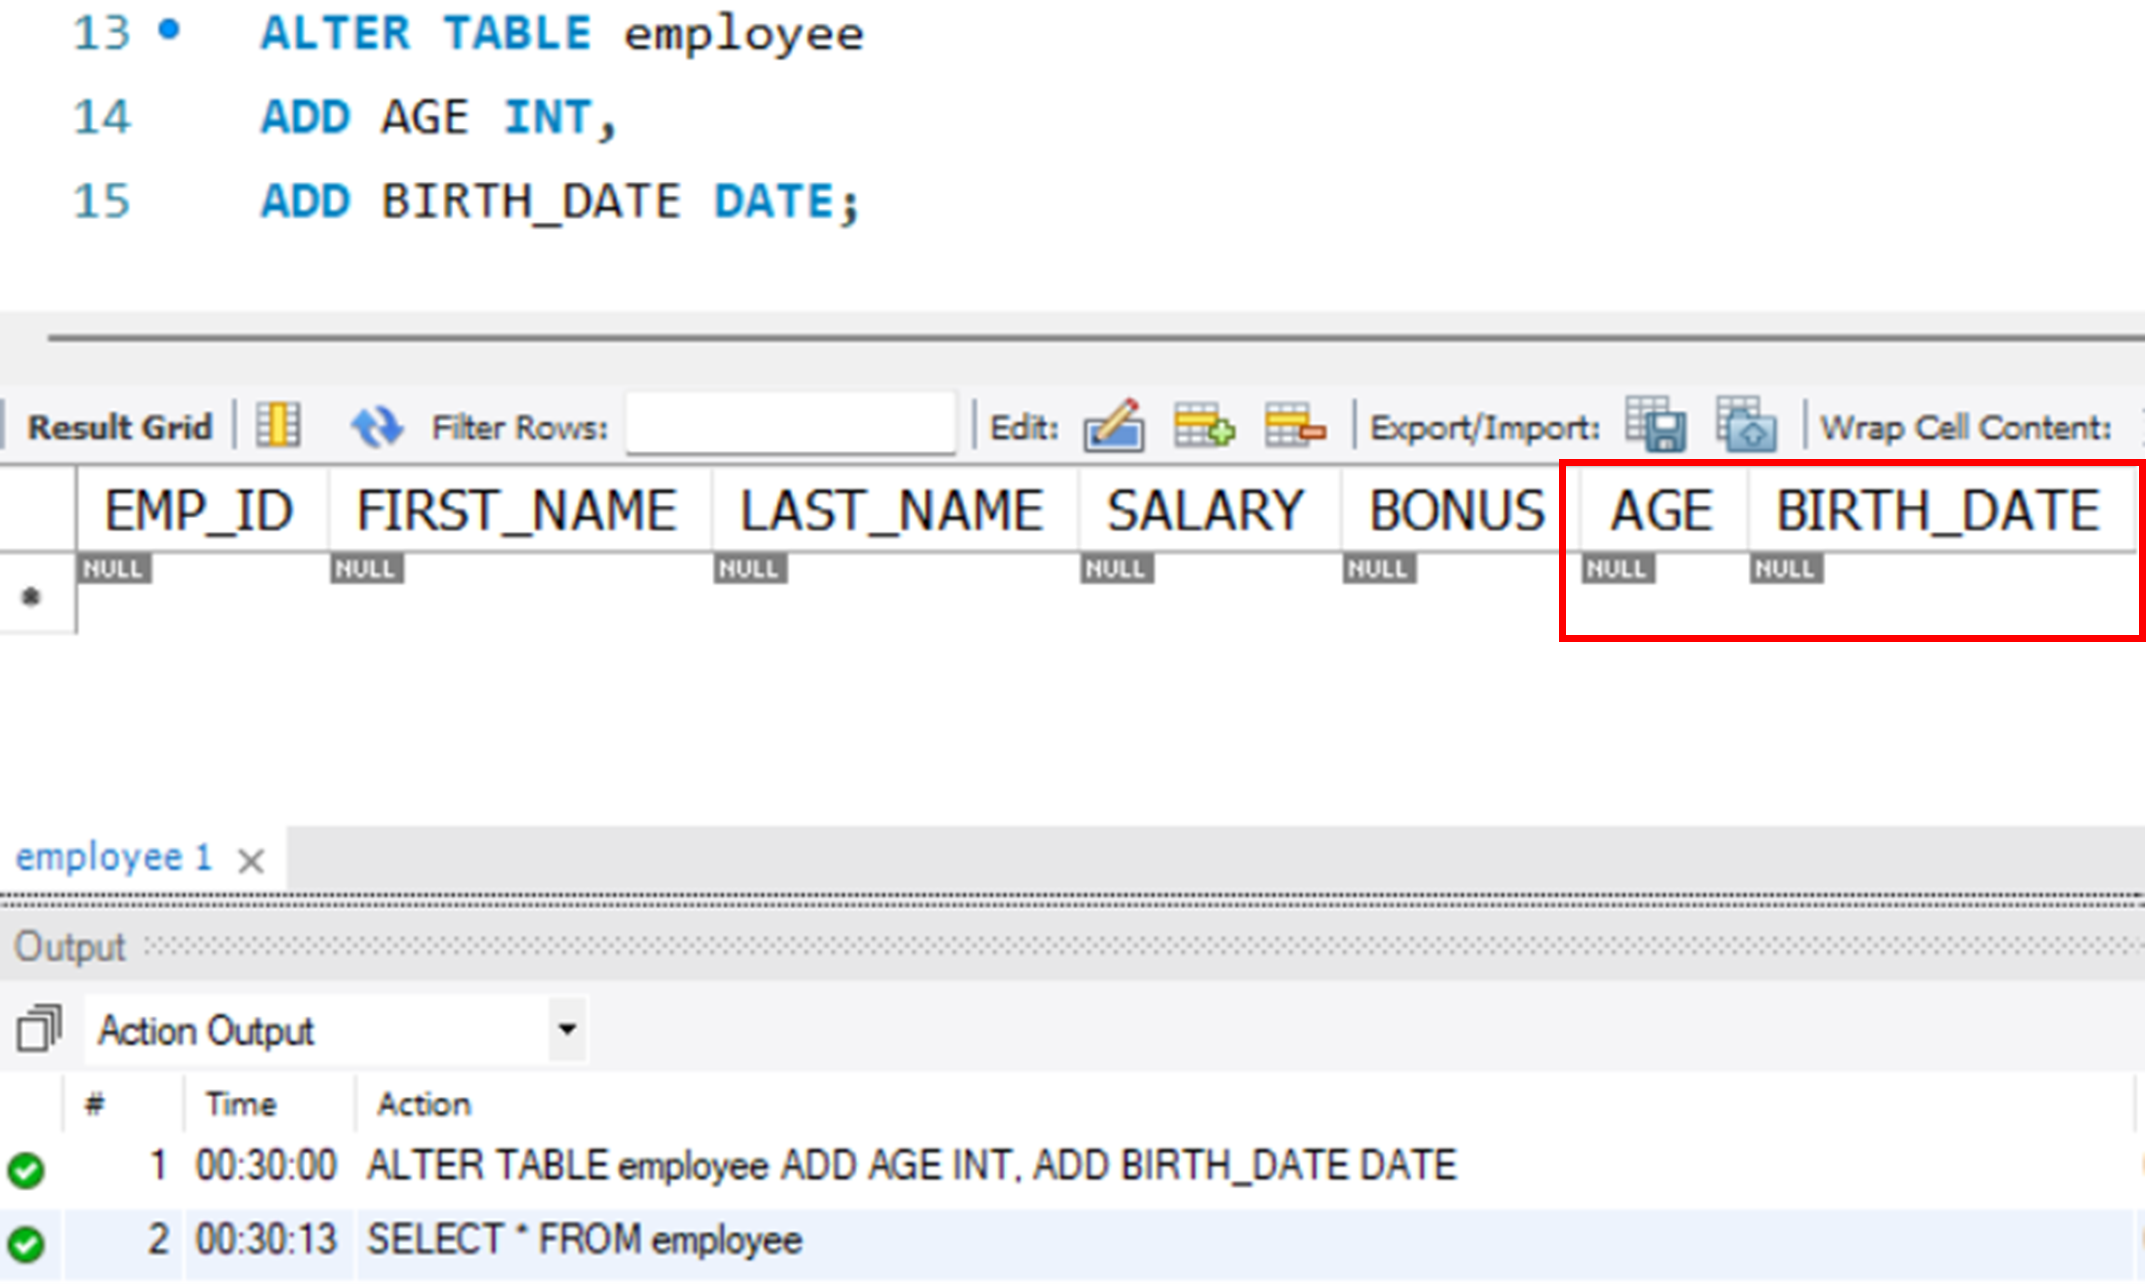 13 ALTER TABLE employee
14 ADD AGE INT,
15 ADD BIRTH_DATE DATE;
Result Grid Filter Rows: Edit: Export/Import: Wrap Cell Content:
EMP_ID FIRST_NAME LAST_NAME SALARY BONUS AGE BIRTH_DATE
* NULL NULL NULL NULL NULL NULL NULL
employee 1
Output
Action Output
# Time Action
1 00:30:00 ALTER TABLE employee ADD AGE INT, ADD BIRTH_DATE DATE
2 00:30:13 SELECT * FROM employee